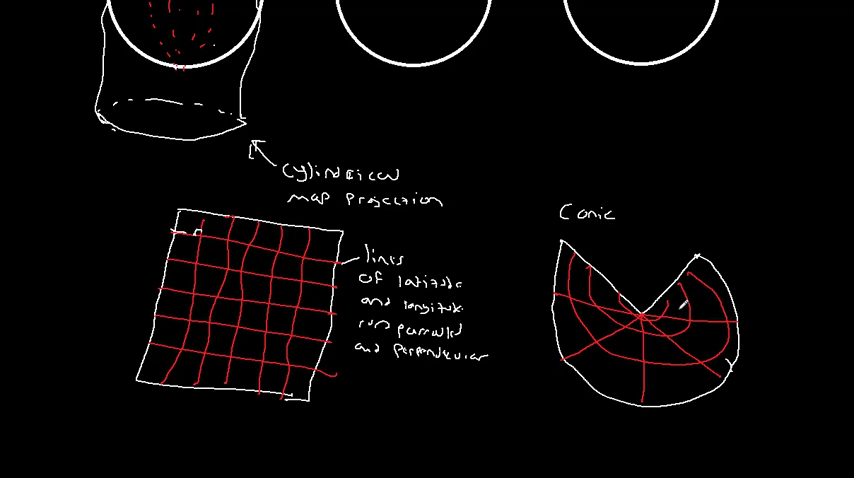 cylindrical
map projection
Conic
lines
of latitude
and longitude
run parallel
and perpendicular